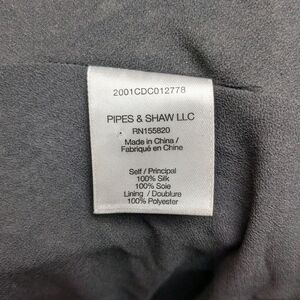 2001CDC012778
PIPES & SHAW LLC
RN155820
Made in China /
Fabriqué en Chine
Self / Principal
100% Silk
100% Soie
Lining / Doublure
100% Polyester